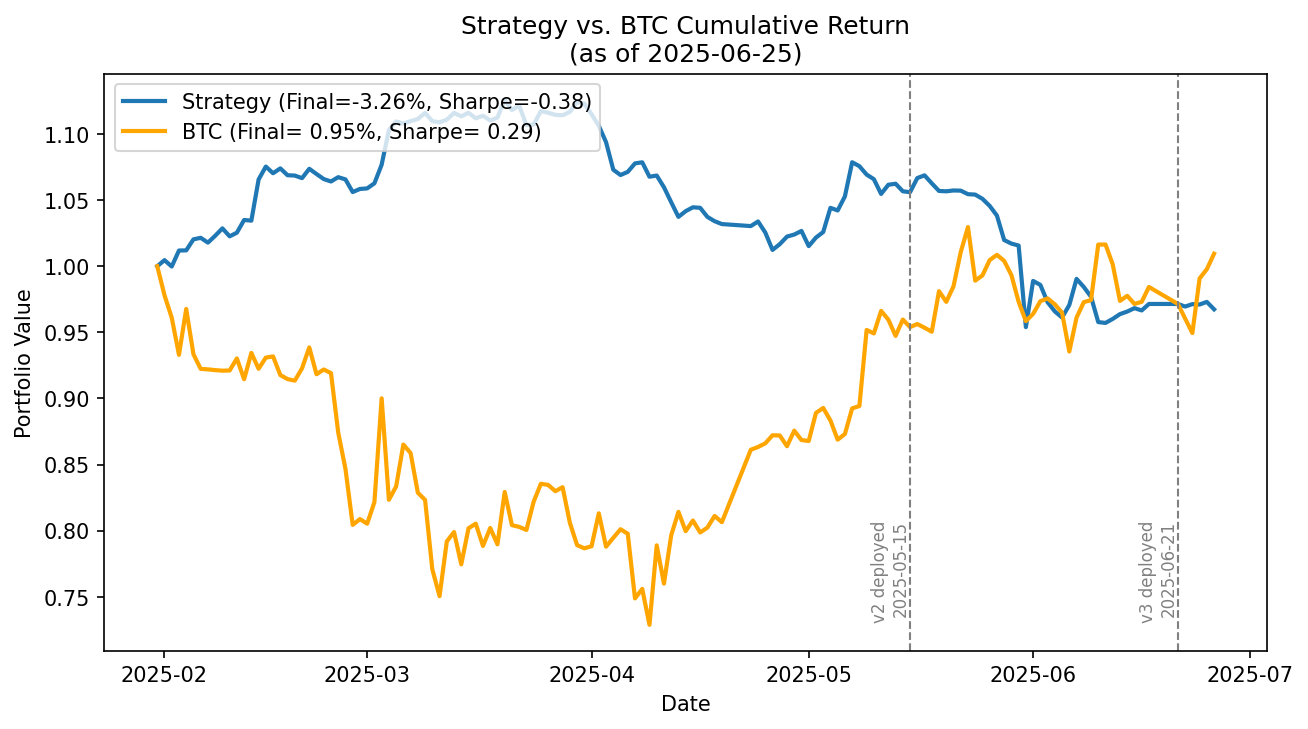 Strategy vs. BTC Cumulative Return
(as of 2025-06-25)
Strategy (Final=-3.26%, Sharpe=-0.38)
BTC (Final= 0.95%, Sharpe= 0.29)
Portfolio Value
1.10
1.05
1.00
0.95
0.90
0.85
0.80
0.75
v2 deployed
2025-05-15
v3 deployed
2025-06-21
2025-02
2025-03
2025-04
2025-05
2025-06
2025-07
Date